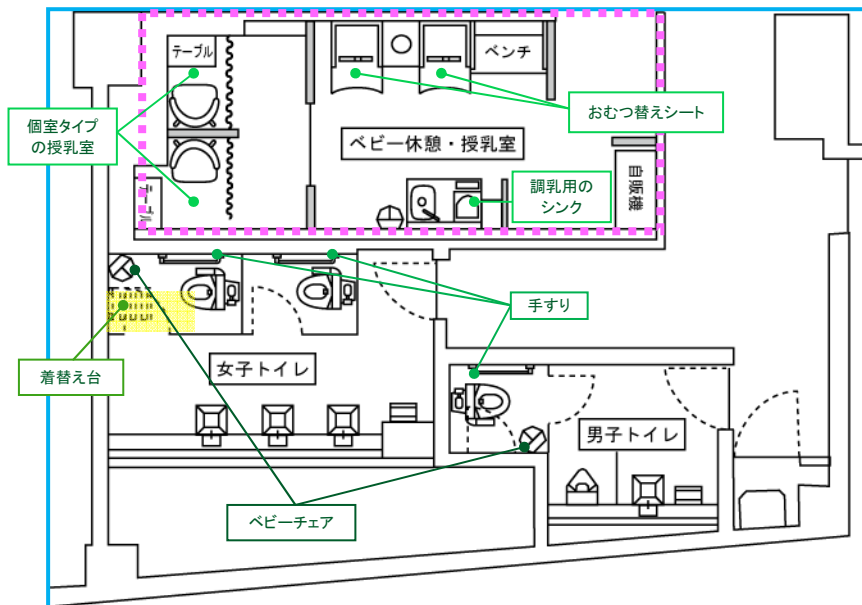 テーブル
ベンチ
個室タイプ
の授乳室
おむつ替えシート
ベビー休憩・授乳室
調乳用の
シンク
自販機
テーブル
手すり
着替え台
女子トイレ
男子トイレ
ベビーチェア